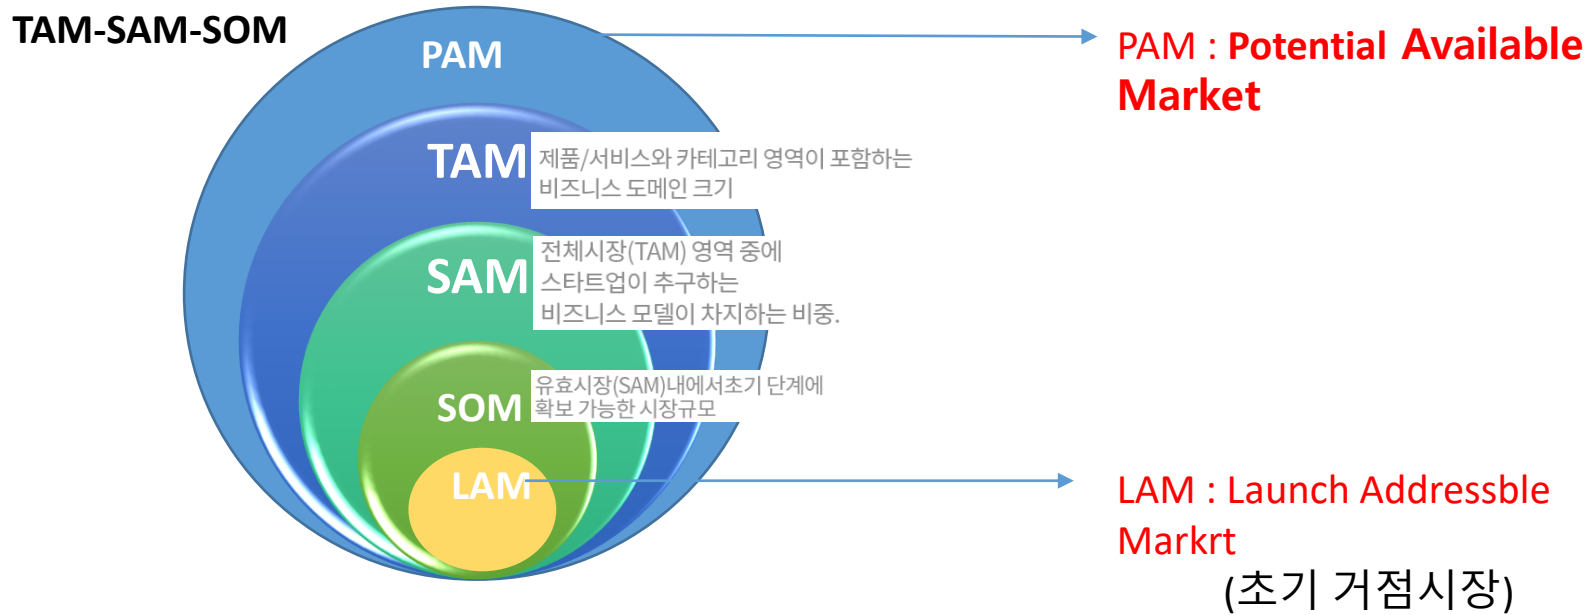 TAM-SAM-SOM
PAM
PAM : Potential Available
Market
TAM
제품/서비스와 카테고리 영역이 포함하는
비즈니스 도메인 크기
SAM
전체시장(TAM) 영역 중에
스타트업이 추구하는
비즈니스 모델이 차지하는 비중.
SOM
유효시장(SAM)내에서초기 단계에
확보 가능한 시장규모
LAM
LAM : Launch Addressble
Markrt
(초기 거점시장)